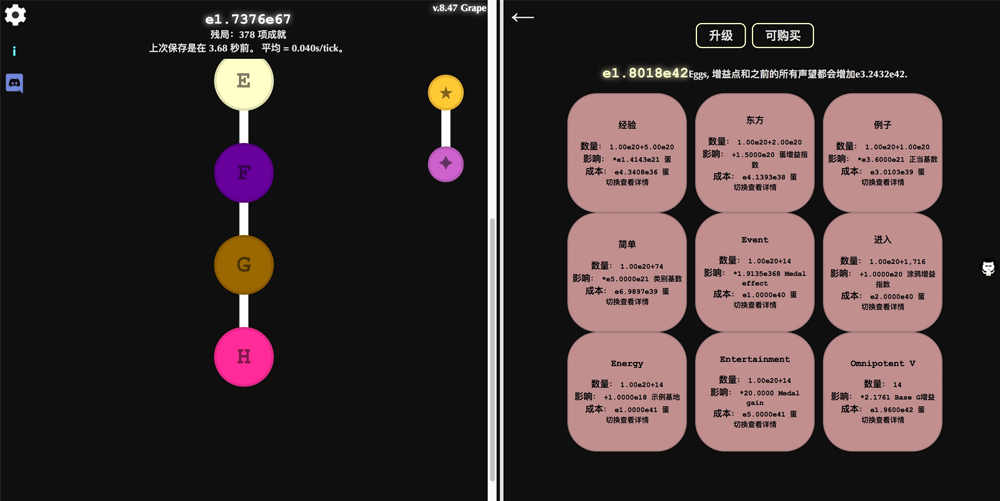 v.8.47 Grape
e1.7376e67
残局：378 项成就
上次保存是在 3.68 秒前。 平均 = 0.040s/tick。
i
E
F
G
H
升级
可购买
e1.8018e42Eggs, 增益点和之前的所有声望都会增加e3.2432e42.
经验
数量： 1.00e20+5.00e20
影响： *e1.4143e21 蛋
成本： e4.3408e36 蛋
切换查看详情
东方
数量： 1.00e20+2.00e20
影响： +1.5000e20 蛋增益指
数
成本： e4.1393e38 蛋
切换查看详情
例子
数量： 1.00e20+1.00e20
影响： *e3.6000e21 正当基数
成本： e3.0103e39 蛋
切换查看详情
简单
数量： 1.00e20+74
影响： *e5.0000e21 类别基数
成本： e6.9897e39 蛋
切换查看详情
Event
数量： 1.00e20+14
影响： *1.9135e368 Medal
effect
成本： e1.0000e40 蛋
切换查看详情
进入
数量： 1.00e20+1,716
影响： +1.0000e20 涂鸦增益
指数
成本： e2.0000e40 蛋
切换查看详情
Energy
数量： 1.00e20+14
影响： +1.0000e18 示例基地
成本： e1.0000e41 蛋
切换查看详情
Entertainment
数量： 1.00e20+14
影响： *20.0000 Medal
gain
成本： e5.0000e41 蛋
切换查看详情
Omnipotent V
数量： 14
影响： *2.1761 Base G增益
成本： e1.9600e42 蛋
切换查看详情